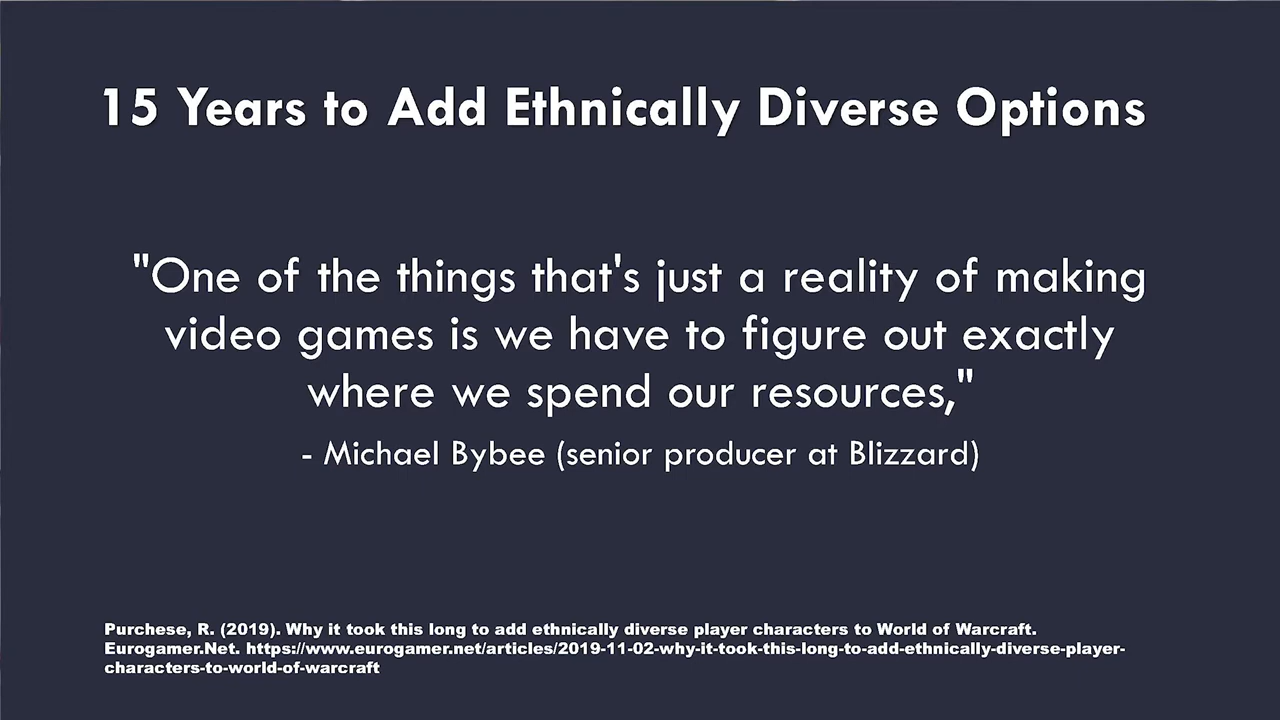 15 Years to Add Ethnically Diverse Options
"One of the things that's just a reality of making
video games is we have to figure out exactly
where we spend our resources,"
- Michael Bybee (senior producer at Blizzard)
Purchese, R. (2019). Why it took this long to add ethnically diverse player characters to World of Warcraft.
Eurogamer.Net. https://www.eurogamer.net/articles/2019-11-02-why-it-took-this-long-to-add-ethnically-diverse-player-
characters-to-world-of-warcraft